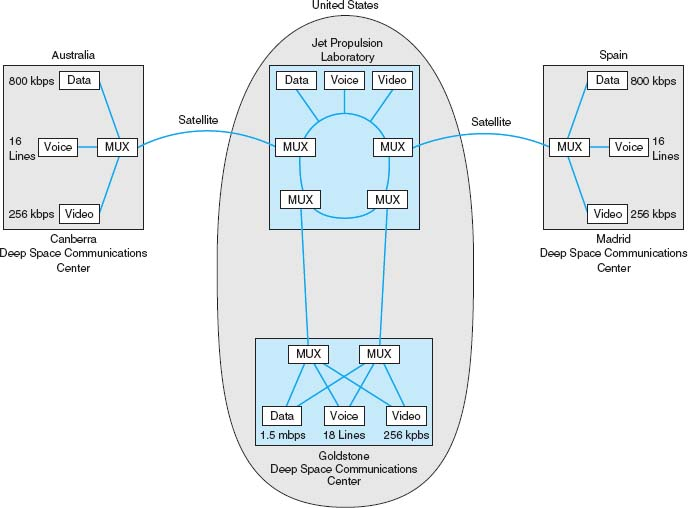 United States
Jet Propulsion
Laboratory
Australia
Spain
Data
Voice
Video
800 kbps
Data
Data
800 kbps
Satellite
Satellite
16
Lines
Voice
MUX
MUX
MUX
MUX
Voice
16
Lines
MUX
MUX
256 kbps
Video
Video
256 kbps
Canberra
Deep Space Communications
Center
Madrid
Deep Space Communications
Center
MUX
MUX
Data
Voice
Video
1.5 mbps
18 Lines
256 kpbs
Goldstone
Deep Space Communications
Center